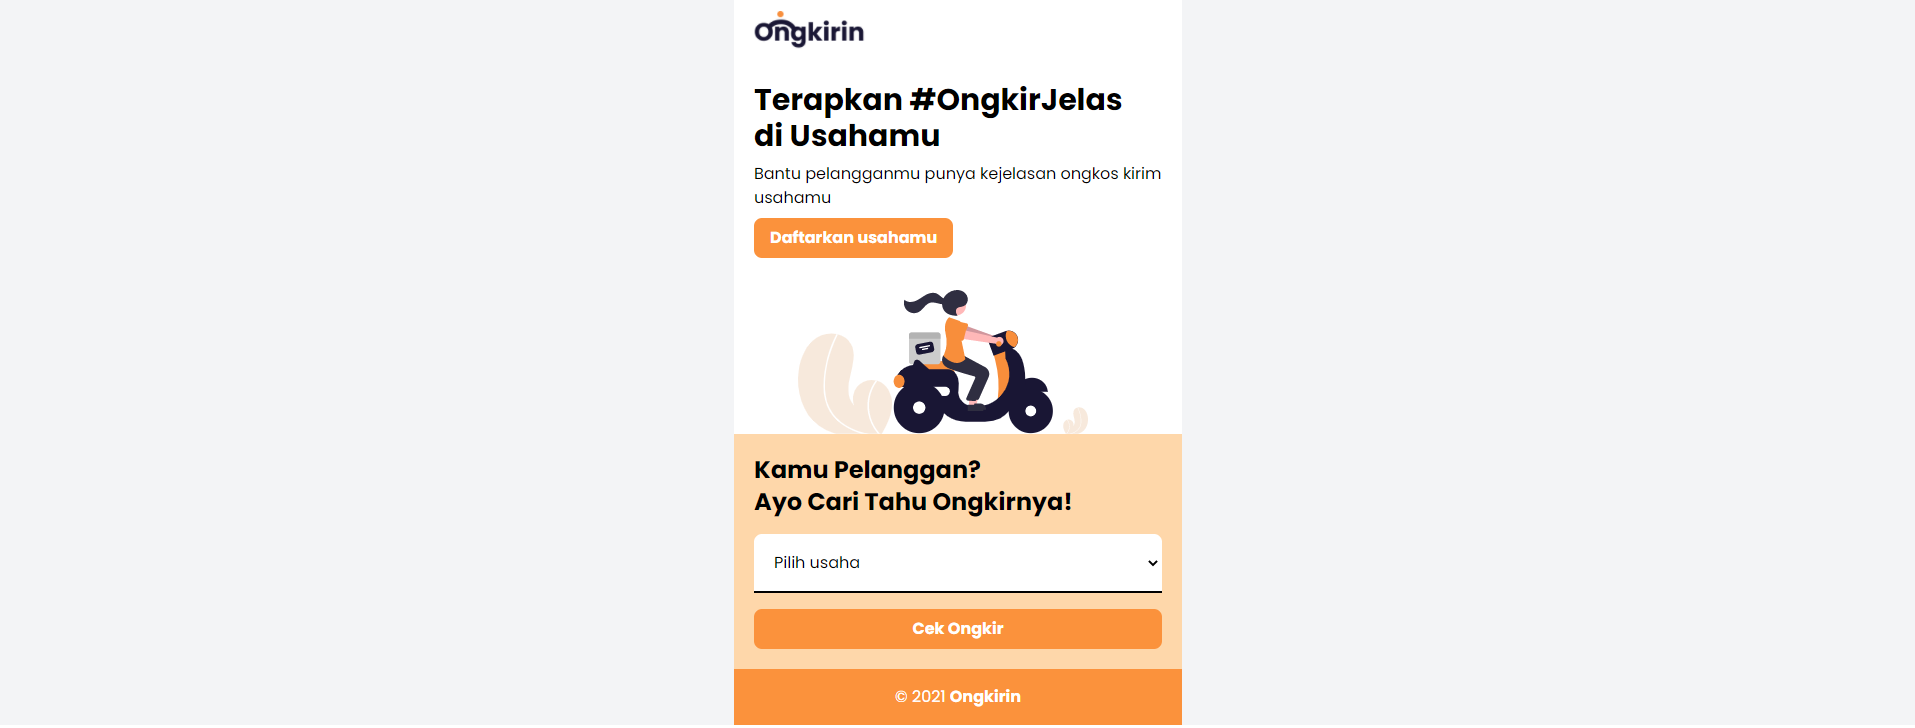 Ongkirin
Terapkan #OngkirJelas
di Usahamu
Bantu pelangganmu punya kejelasan ongkos kirim
usahamu
Daftarkan usahamu
Kamu Pelanggan?
Ayo Cari Tahu Ongkirnya!
Pilih usaha
Cek Ongkir
© 2021 Ongkirin